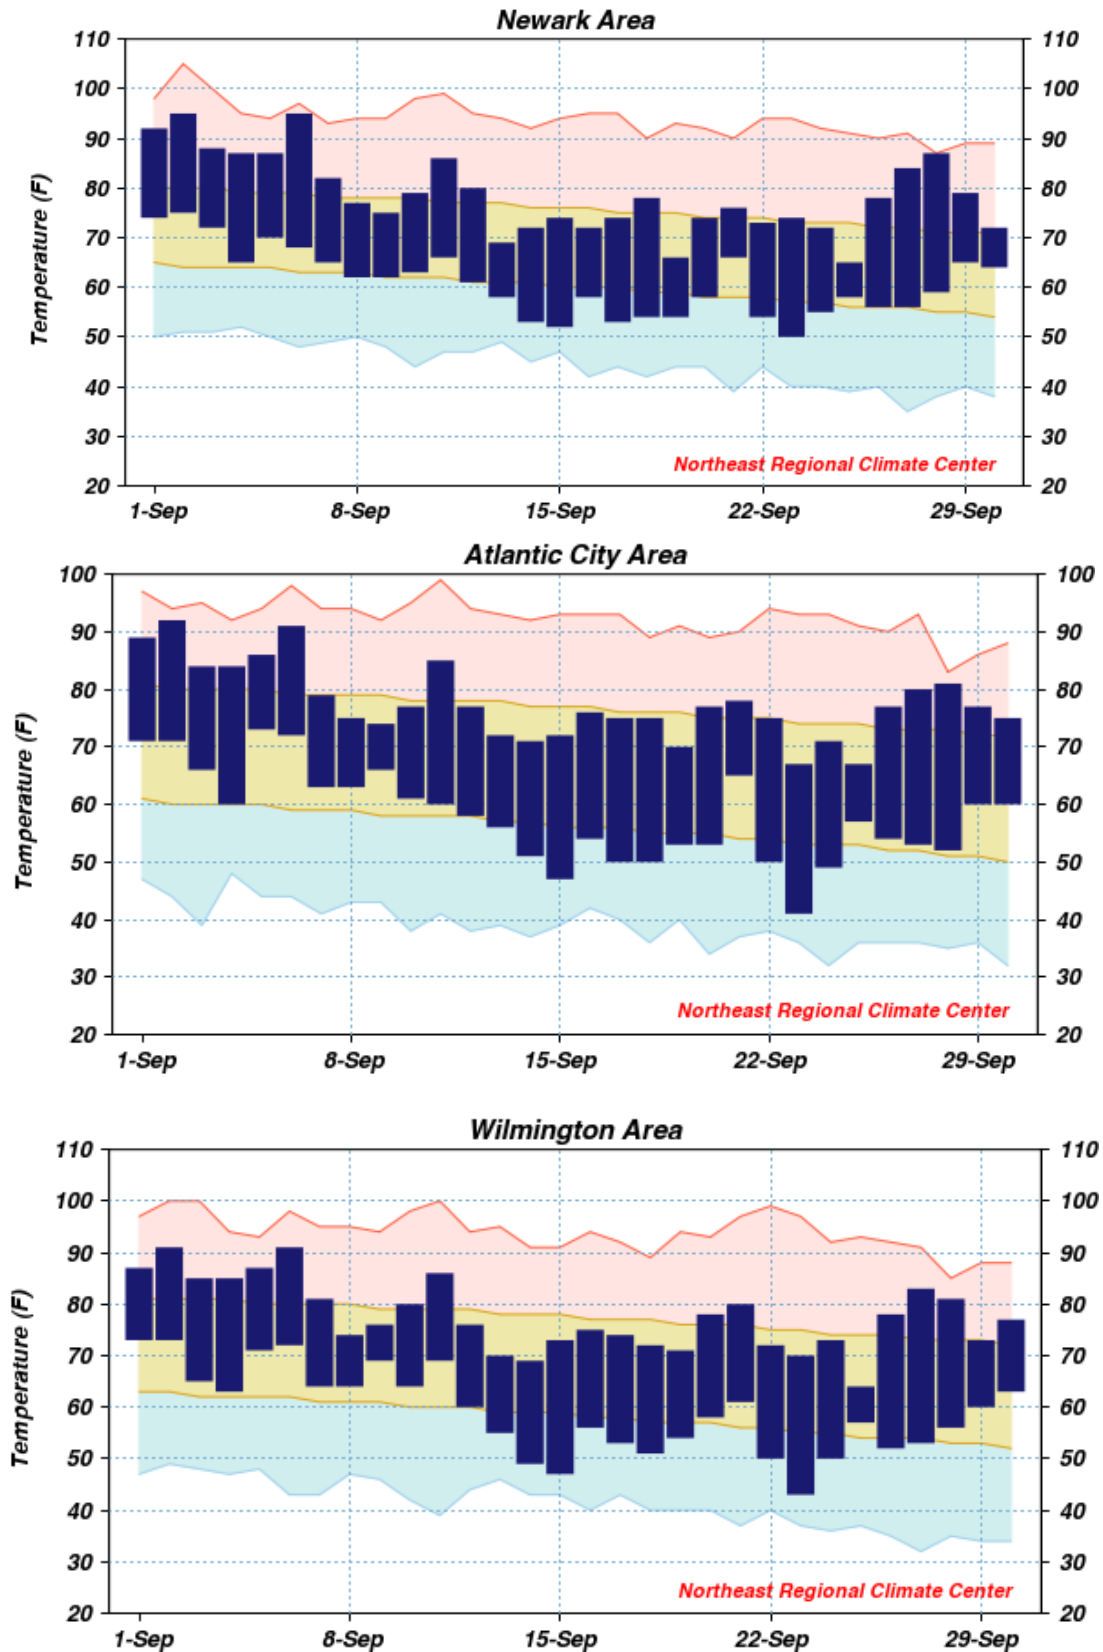 Newark Area
110 110
100 100
90 90
80 80
70 70
60 60
50 50
40 40
30 30
20 20
Temperature (F)
Northeast Regional Climate Center
1-Sep 8-Sep 15-Sep 22-Sep 29-Sep
Atlantic City Area
100 100
90 90
80 80
70 70
60 60
50 50
40 40
30 30
20 20
Temperature (F)
Northeast Regional Climate Center
1-Sep 8-Sep 15-Sep 22-Sep 29-Sep
Wilmington Area
110 110
100 100
90 90
80 80
70 70
60 60
50 50
40 40
30 30
20 20
Temperature (F)
Northeast Regional Climate Center
1-Sep 8-Sep 15-Sep 22-Sep 29-Sep